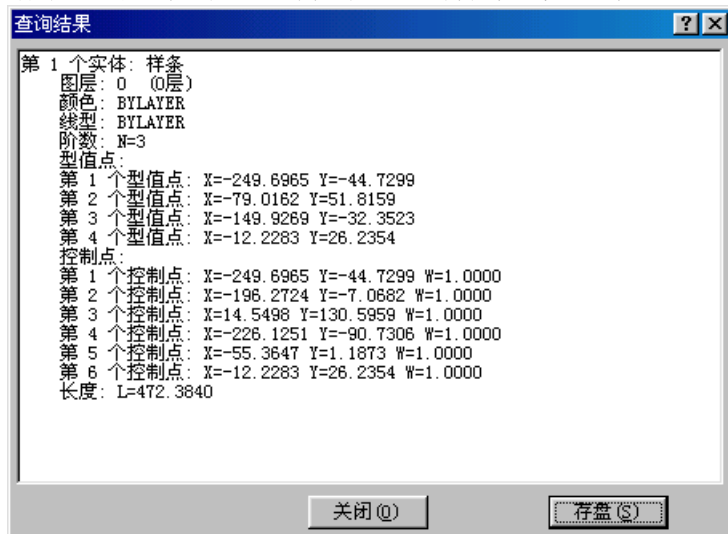 查询结果
第 1 个实体: 样条
图层: 0 (0层)
颜色: BYLAYER
线型: BYLAYER
阶数: N=3
型值点:
第 1 个型值点: X=-249.6965 Y=-44.7299
第 2 个型值点: X=-79.0162 Y=51.8159
第 3 个型值点: X=-149.9269 Y=-32.3523
第 4 个型值点: X=-12.2283 Y=26.2354
控制点:
第 1 个控制点: X=-249.6965 Y=-44.7299 W=1.0000
第 2 个控制点: X=-196.2724 Y=-7.0682 W=1.0000
第 3 个控制点: X=14.5498 Y=130.5959 W=1.0000
第 4 个控制点: X=-226.1251 Y=-90.7306 W=1.0000
第 5 个控制点: X=-55.3647 Y=1.1873 W=1.0000
第 6 个控制点: X=-12.2283 Y=26.2354 W=1.0000
长度: L=472.3840
关闭(Q) 存盘(S)